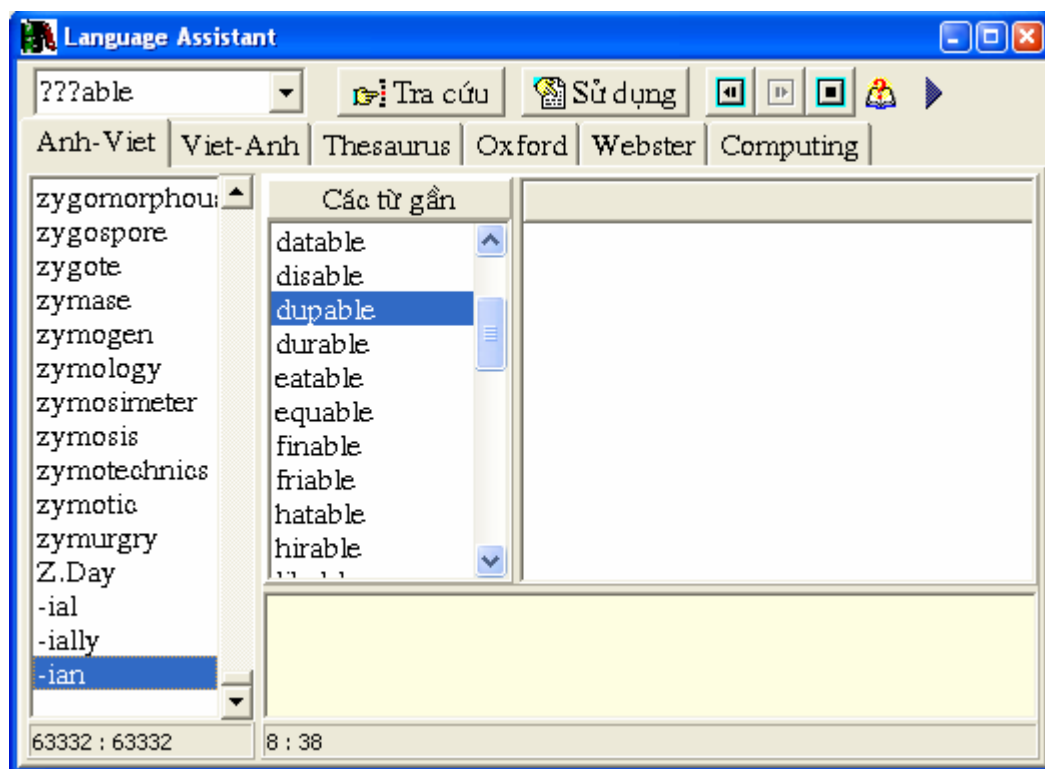 Language Assistant
???able
Tra cứu
Sử dụng
Anh-Viet
Viet-Anh
Thesaurus
Oxford
Webster
Computing
zygomorphou
zygospore
zygote
zymase
zymogen
zymology
zymosimeter
zymosis
zymotechnics
zymotic
zymurgry
Z.Day
-ial
-ially
-ian
63332 : 63332
Các từ gần
datable
disable
dupable
durable
eatable
equable
finable
friable
hatable
hirable
8 : 38